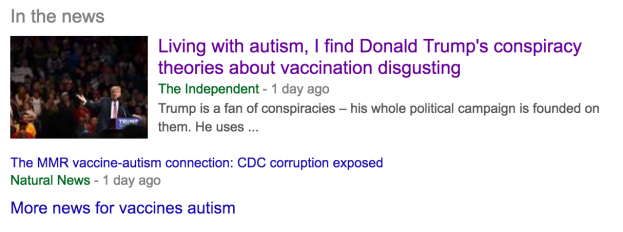 In the news
Living with autism, I find Donald Trump's conspiracy
theories about vaccination disgusting
The Independent - 1 day ago
Trump is a fan of conspiracies – his whole political campaign is founded on
them. He uses ...
TRUMP
The MMR vaccine-autism connection: CDC corruption exposed
Natural News - 1 day ago
More news for vaccines autism